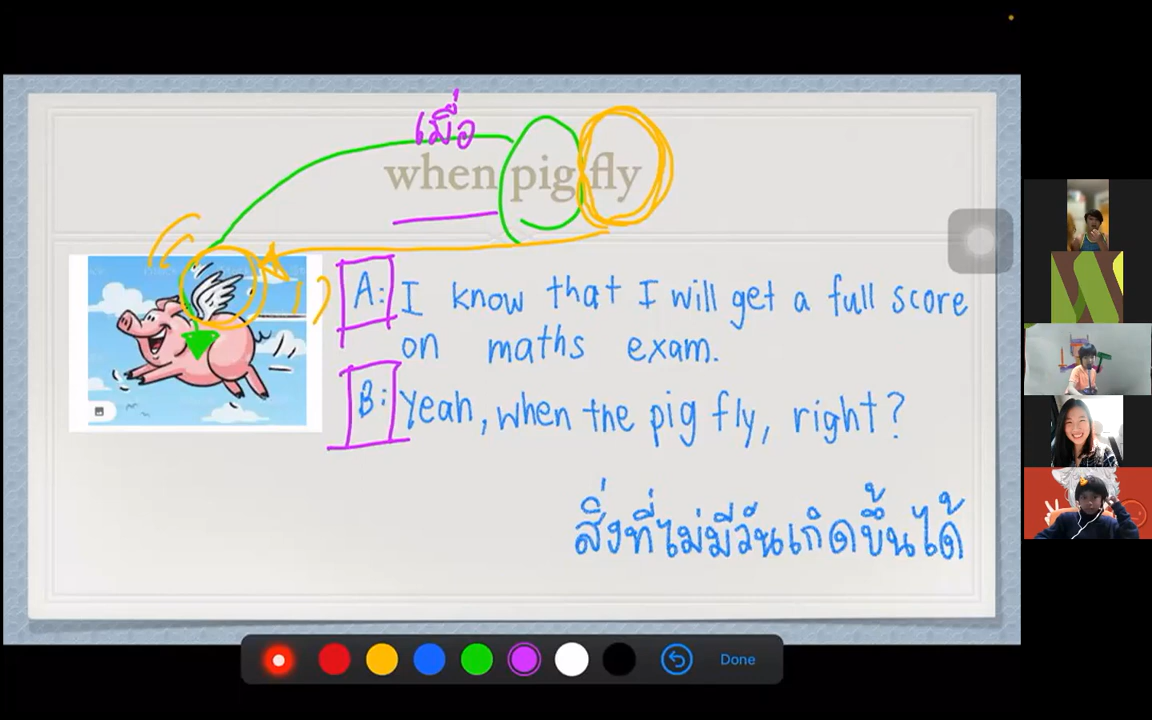 เมื่อ
when pig fly
A: I know that I will get a full score
on maths exam.
B: Yeah, when the pig fly, right?
สิ่งที่ไม่มีวันเกิดขึ้นได้
Done